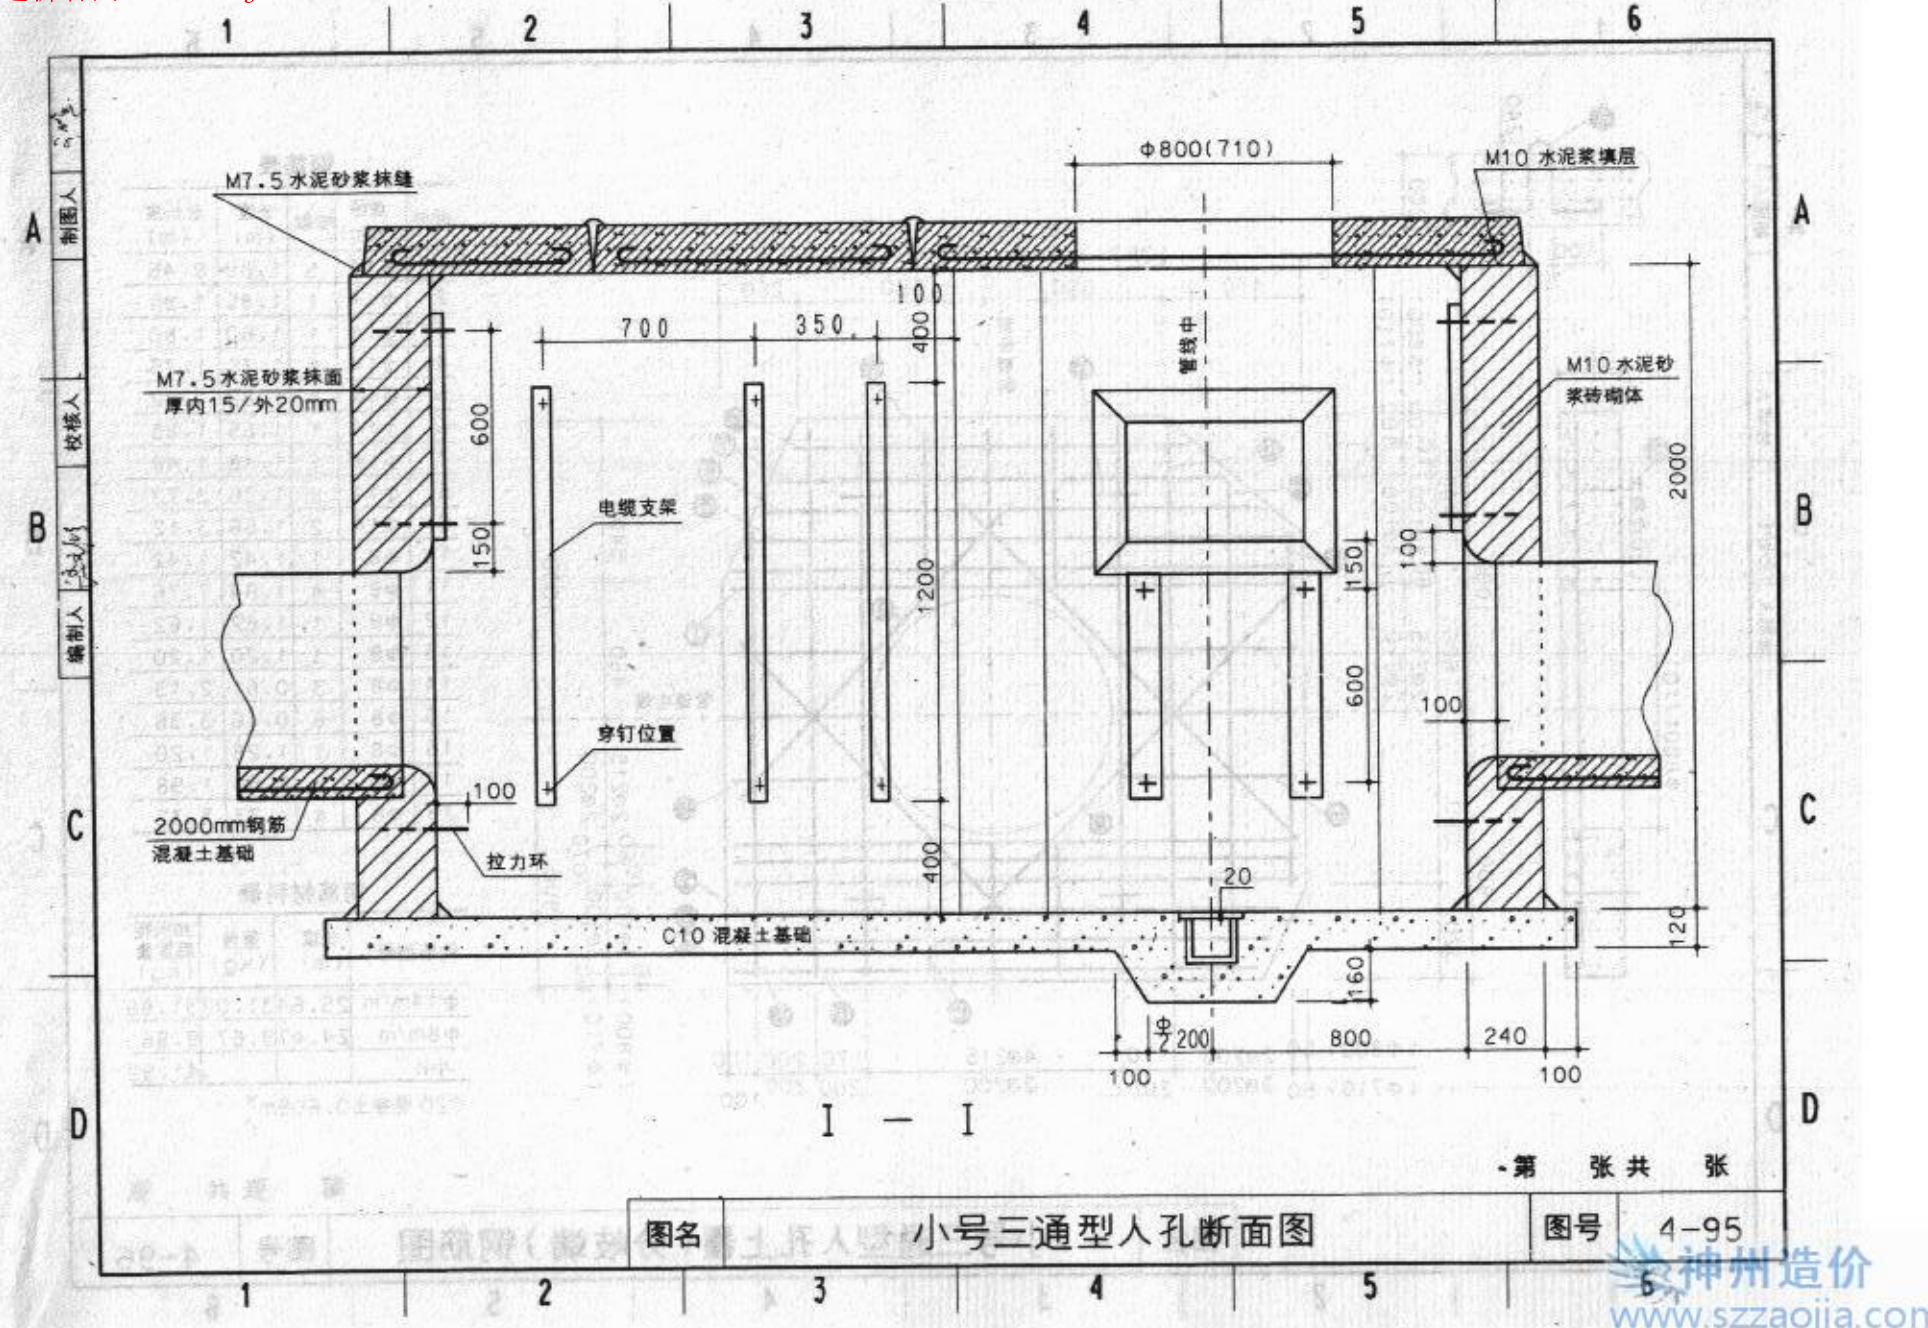 1 2 3 4 5 6
Φ800(710)
M10 水泥浆填层
M7.5 水泥砂浆抹缝
A A
制图人
100
700 350 400
管线中
M7.5 水泥砂浆抹面
厚内15/外20mm
M10 水泥砂
浆砖砌体
校核人
600
2000
电缆支架
B B
150 150 100
1200
编制人
600
100
穿钉位置
100
2000mm钢筋
混凝土基础
C C
拉力环
400
20
C10 混凝土基础
120
160
200 800 240
100 100
I — I
D D
第 张 共 张
图名 小号三通型人孔断面图 图号 4-95
1 2 3 4 5 6
神州造价
www.szzaojia.com